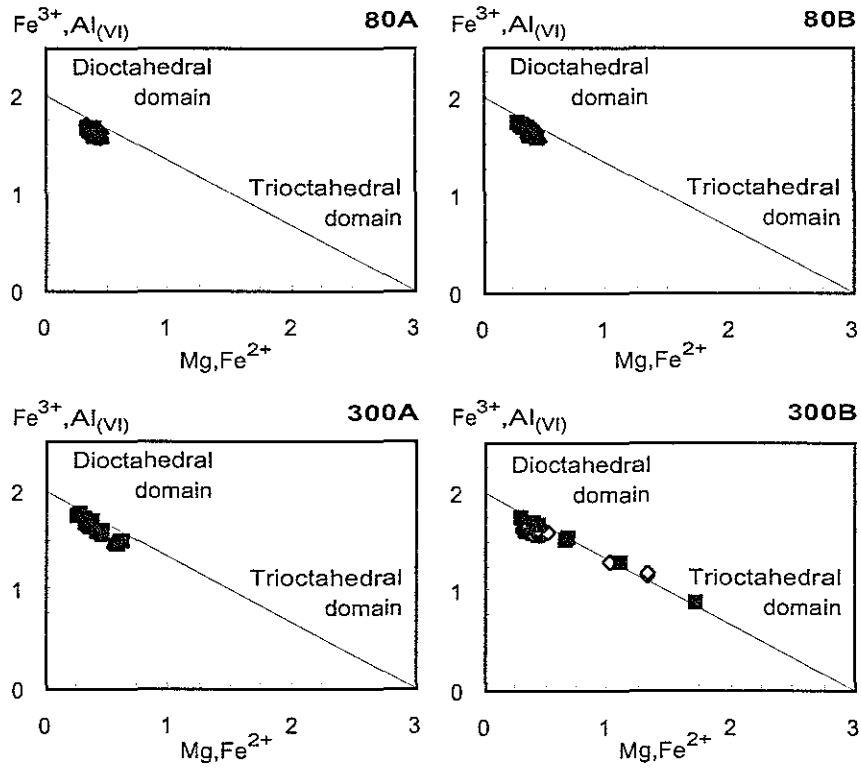 Fe³⁺,Al(VI) 80A
Dioctahedral
domain
Trioctahedral
domain
2
1
0
0 1 2 3
Mg,Fe²⁺
Fe³⁺,Al(VI) 80B
Dioctahedral
domain
Trioctahedral
domain
2
1
0
0 1 2 3
Mg,Fe²⁺
Fe³⁺,Al(VI) 300A
Dioctahedral
domain
Trioctahedral
domain
2
1
0
0 1 2 3
Mg,Fe²⁺
Fe³⁺,Al(VI) 300B
Dioctahedral
domain
Trioctahedral
domain
2
1
0
0 1 2 3
Mg,Fe²⁺